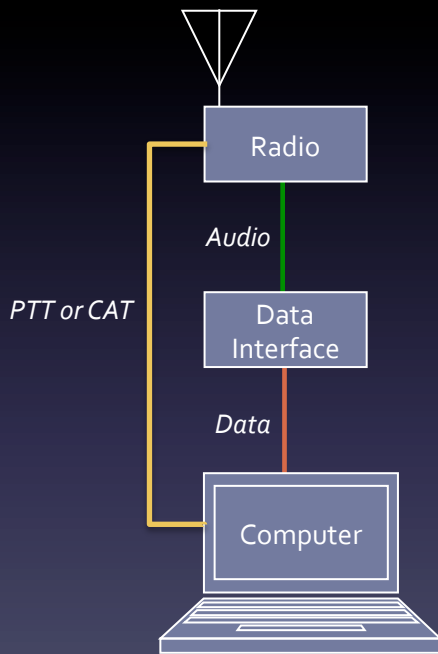 Radio
Audio
PTT or CAT
Data
Interface
Data
Computer